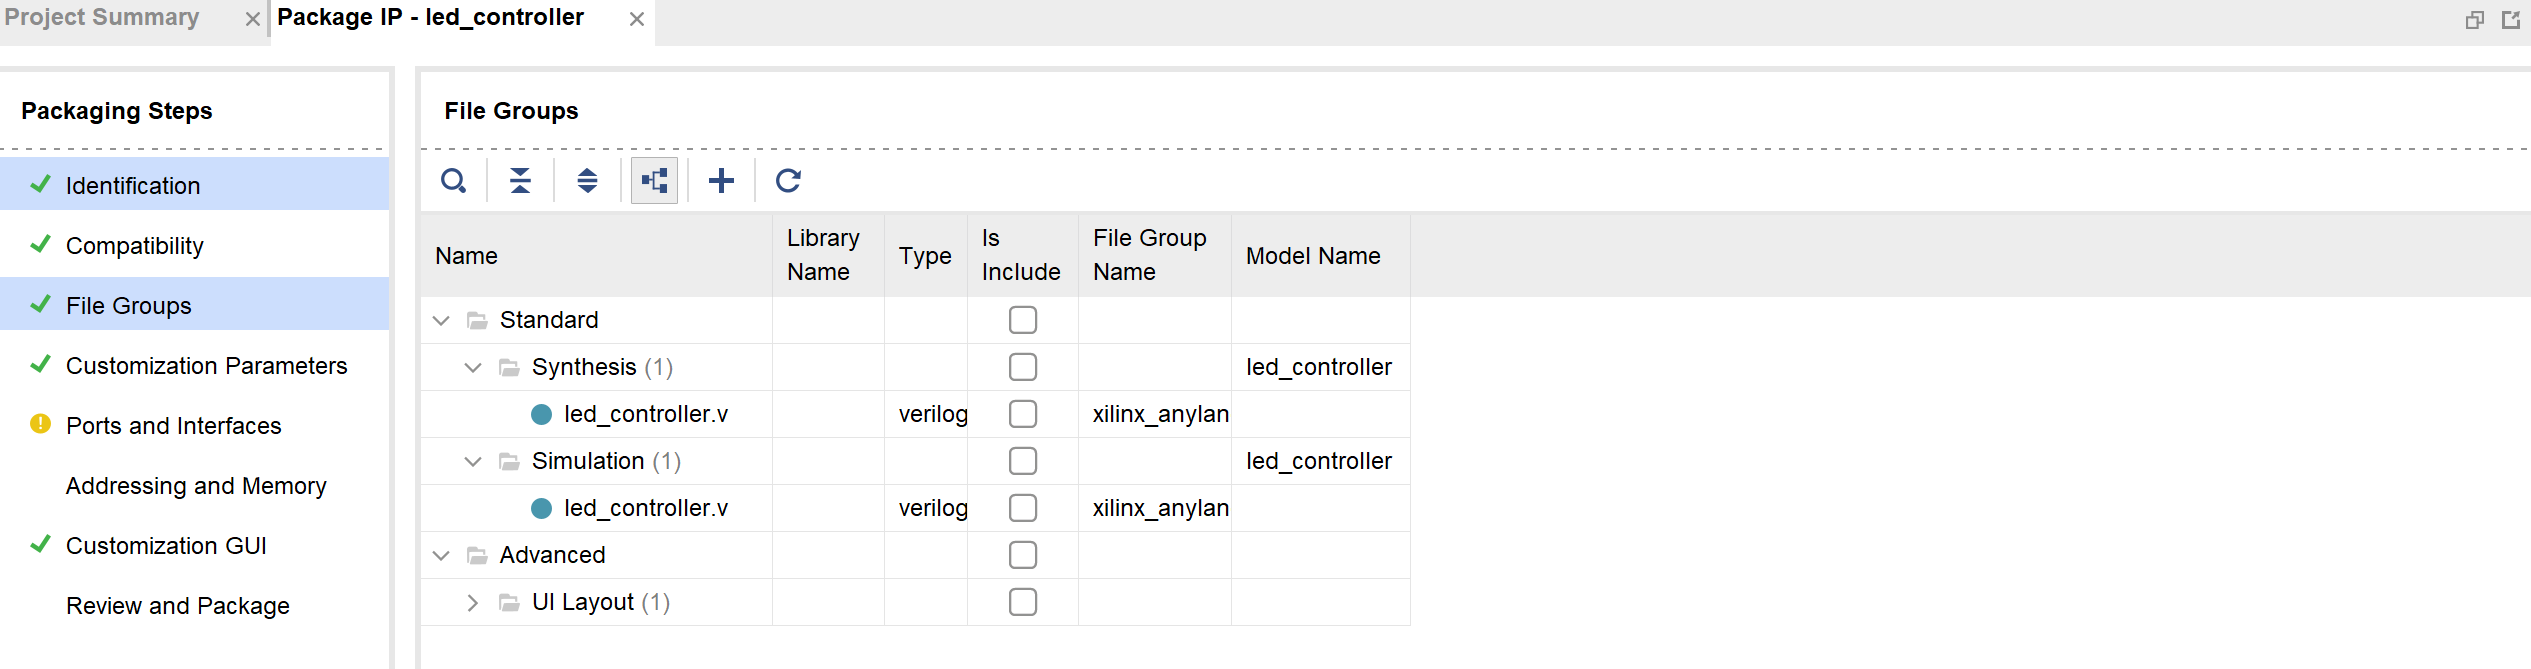 Project Summary
Package IP - led_controller
Packaging Steps
Identification
Compatibility
File Groups
Customization Parameters
Ports and Interfaces
Addressing and Memory
Customization GUI
Review and Package
File Groups
Name
Library Name
Type
Is Include
File Group Name
Model Name
Standard
Synthesis (1) led_controller
led_controller.v verilog xilinx_anylan
Simulation (1) led_controller
led_controller.v verilog xilinx_anylan
Advanced
UI Layout (1)